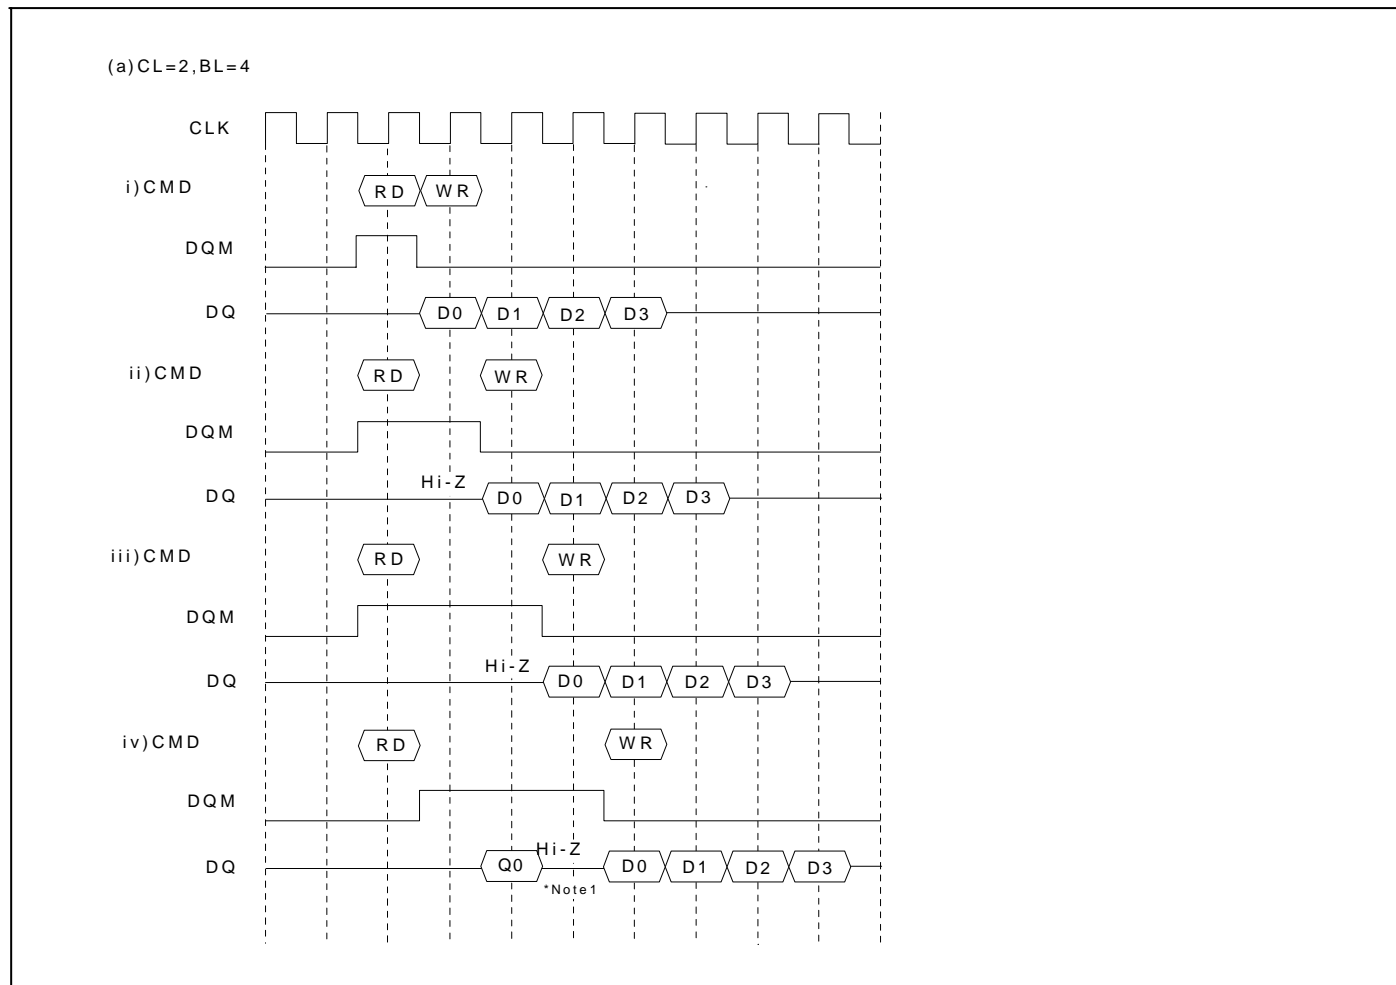 (a)CL=2,BL=4
CLK
i)CMD RD WR
DQM
DQ D0 D1 D2 D3
ii)CMD RD WR
DQM
Hi-Z
DQ D0 D1 D2 D3
iii)CMD RD WR
DQM
Hi-Z
DQ D0 D1 D2 D3
iv)CMD RD WR
DQM
Hi-Z
DQ Q0 D0 D1 D2 D3
*Note1